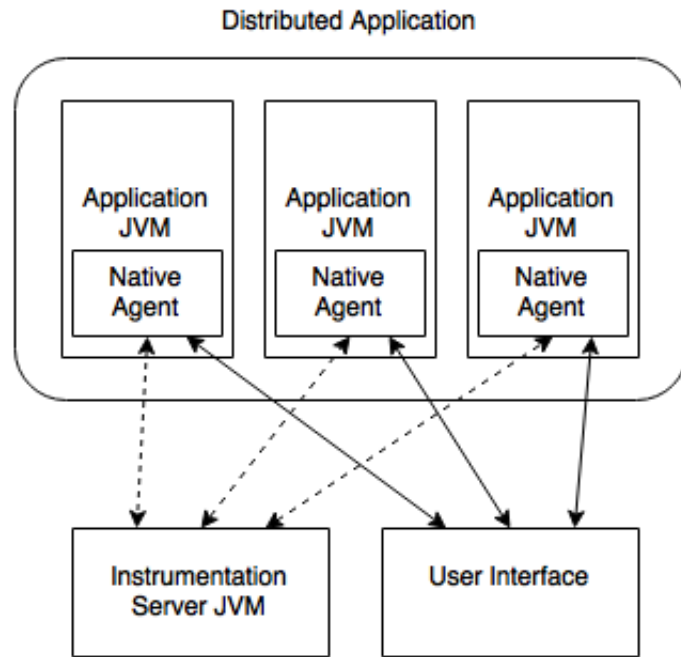 Distributed Application
Application
JVM
Native
Agent
Application
JVM
Native
Agent
Application
JVM
Native
Agent
Instrumentation
Server JVM
User Interface